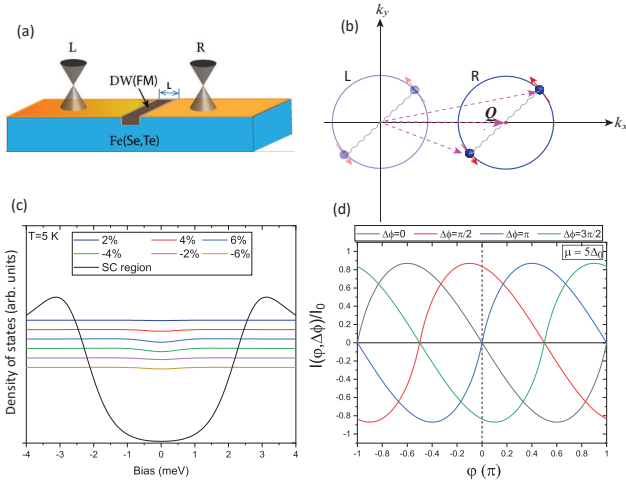 (a)
L
R
DW(FM)
L
Fe(Se,Te)
(b)
k_y
L
R
Q
k_x
(c)
T=5 K
2% 4% 6%
-4% -2% -6%
SC region
Density of states (arb. units)
-4 -3 -2 -1 0 1 2 3 4
Bias (meV)
(d)
Δϕ=0 Δϕ=π/2 Δϕ=π Δϕ=3π/2
μ = 5Δ₀
I(φ,Δϕ)/I₀
1
0.8
0.6
0.4
0.2
0
-0.2
-0.4
-0.6
-0.8
-1
-1 -0.8 -0.6 -0.4 -0.2 0 0.2 0.4 0.6 0.8 1
φ (π)